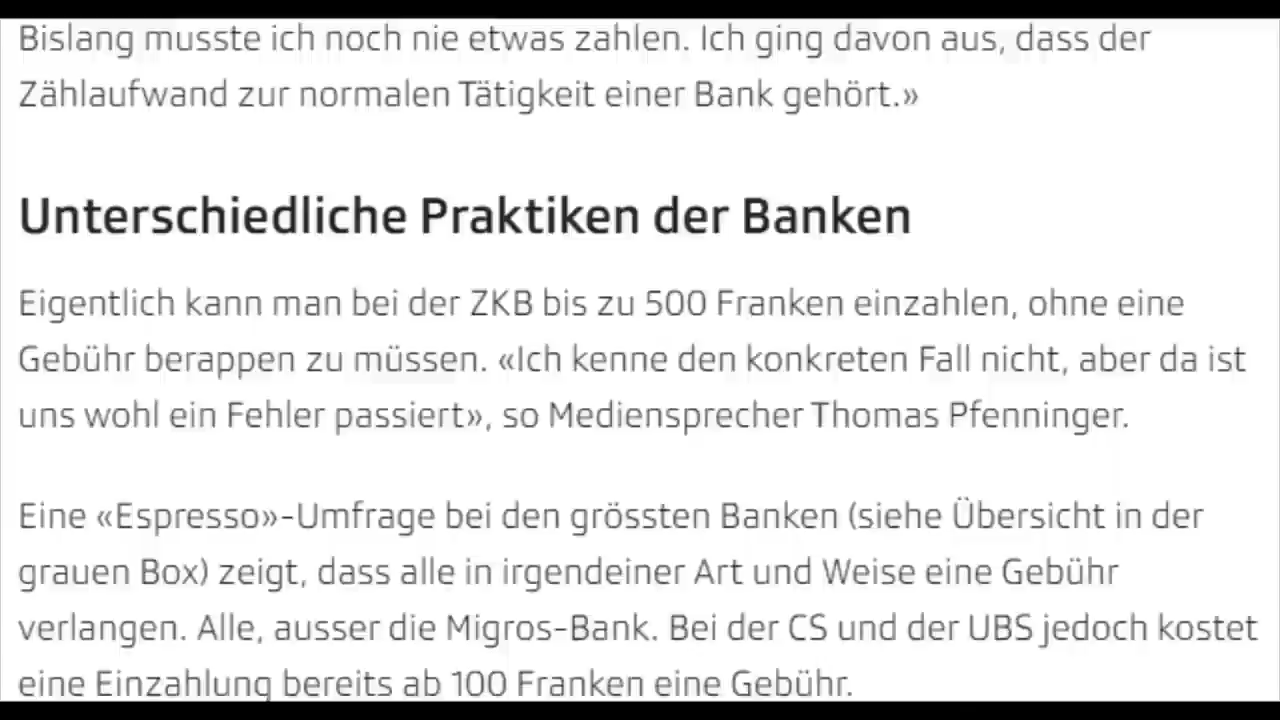 Bislang musste ich noch nie etwas zahlen. Ich ging davon aus, dass der
Zählaufwand zur normalen Tätigkeit einer Bank gehört.»
Unterschiedliche Praktiken der Banken
Eigentlich kann man bei der ZKB bis zu 500 Franken einzahlen, ohne eine
Gebühr berappen zu müssen. «Ich kenne den konkreten Fall nicht, aber da ist
uns wohl ein Fehler passiert», so Mediensprecher Thomas Pfenninger.
Eine «Espresso»-Umfrage bei den grössten Banken (siehe Übersicht in der
grauen Box) zeigt, dass alle in irgendeiner Art und Weise eine Gebühr
verlangen. Alle, ausser die Migros-Bank. Bei der CS und der UBS jedoch kostet
eine Einzahlung bereits ab 100 Franken eine Gebühr.